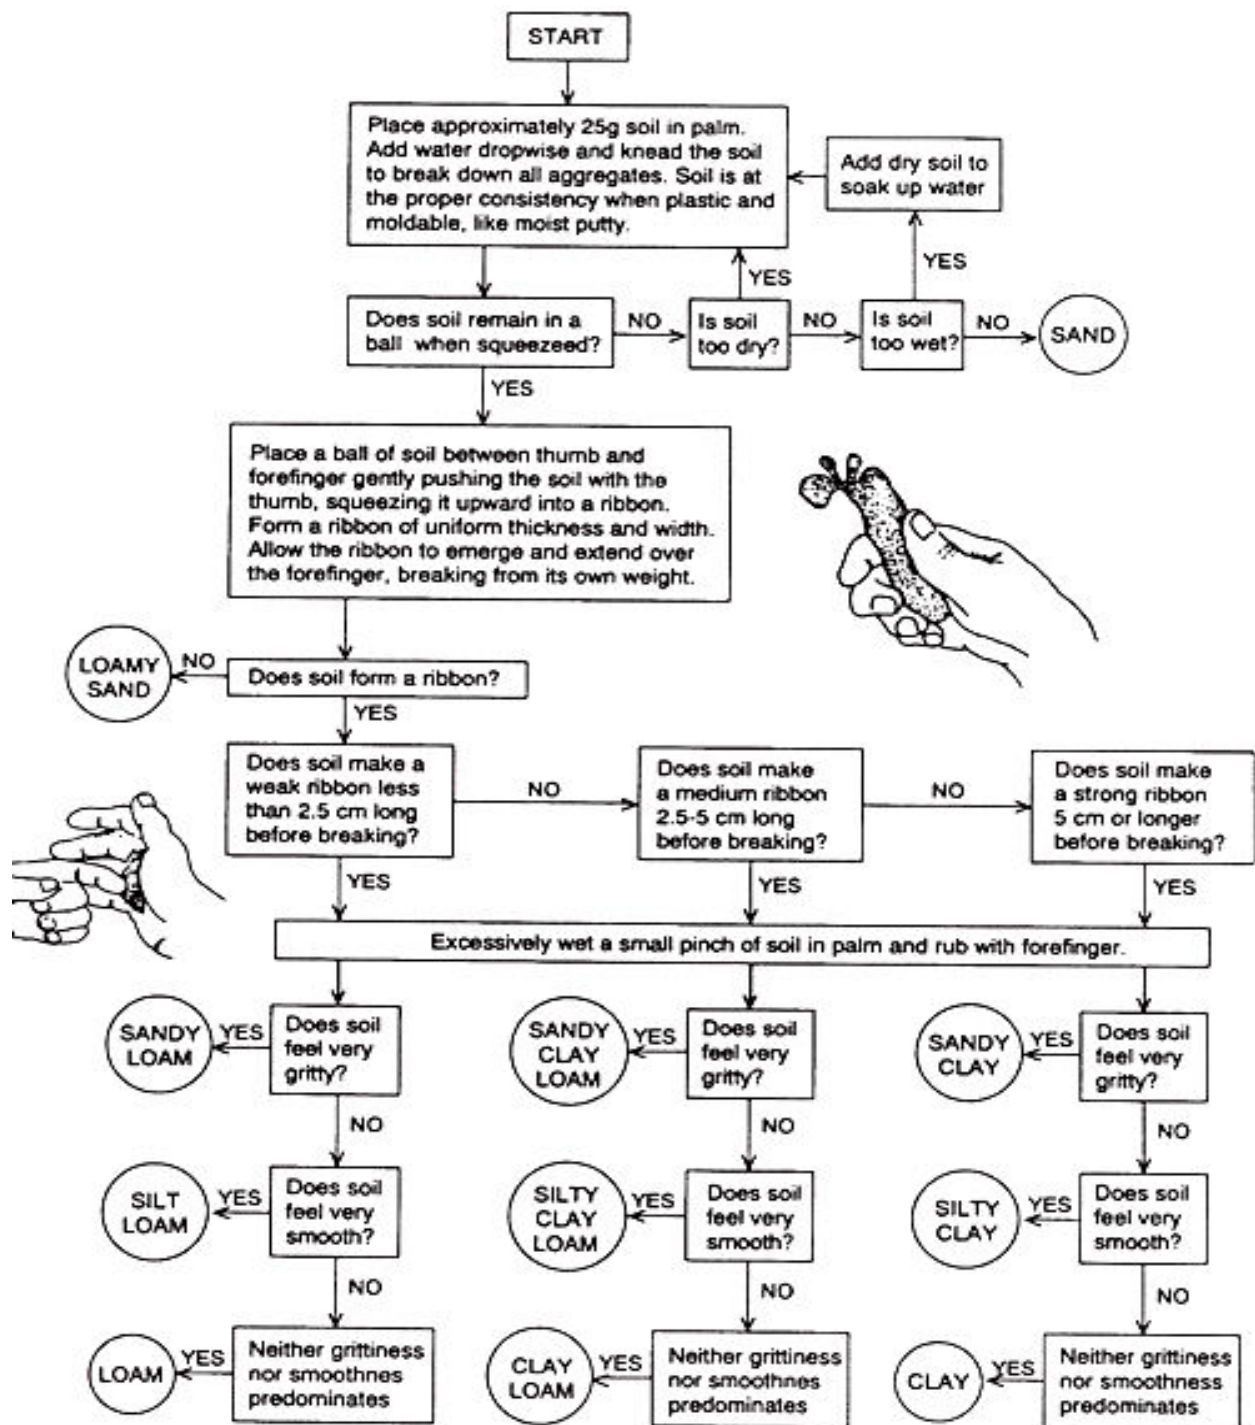 START
Place approximately 25g soil in palm.
Add water dropwise and knead the soil
to break down all aggregates. Soil is at
the proper consistency when plastic and
moldable, like moist putty.
Add dry soil to
soak up water
YES
YES
Does soil remain in a
ball when squeezeed?
NO
Is soil
too dry?
NO
Is soil
too wet?
NO
SAND
YES
Place a ball of soil between thumb and
forefinger gently pushing the soil with the
thumb, squeezing it upward into a ribbon.
Form a ribbon of uniform thickness and width.
Allow the ribbon to emerge and extend over
the forefinger, breaking from its own weight.
LOAMY
SAND
NO
Does soil form a ribbon?
YES
Does soil make a
weak ribbon less
than 2.5 cm long
before breaking?
NO
Does soil make
a medium ribbon
2.5-5 cm long
before breaking?
NO
Does soil make
a strong ribbon
5 cm or longer
before breaking?
YES
YES
YES
Excessively wet a small pinch of soil in palm and rub with forefinger.
SANDY
LOAM
YES
Does soil
feel very
gritty?
SANDY
CLAY
LOAM
YES
Does soil
feel very
gritty?
SANDY
CLAY
YES
Does soil
feel very
gritty?
NO
NO
NO
SILT
LOAM
YES
Does soil
feel very
smooth?
SILTY
CLAY
LOAM
YES
Does soil
feel very
smooth?
SILTY
CLAY
YES
Does soil
feel very
smooth?
NO
NO
NO
LOAM
YES
Neither grittiness
nor smoothnes
predominates
CLAY
LOAM
YES
Neither grittiness
nor smoothnes
predominates
CLAY
YES
Neither grittiness
nor smoothness
predominates